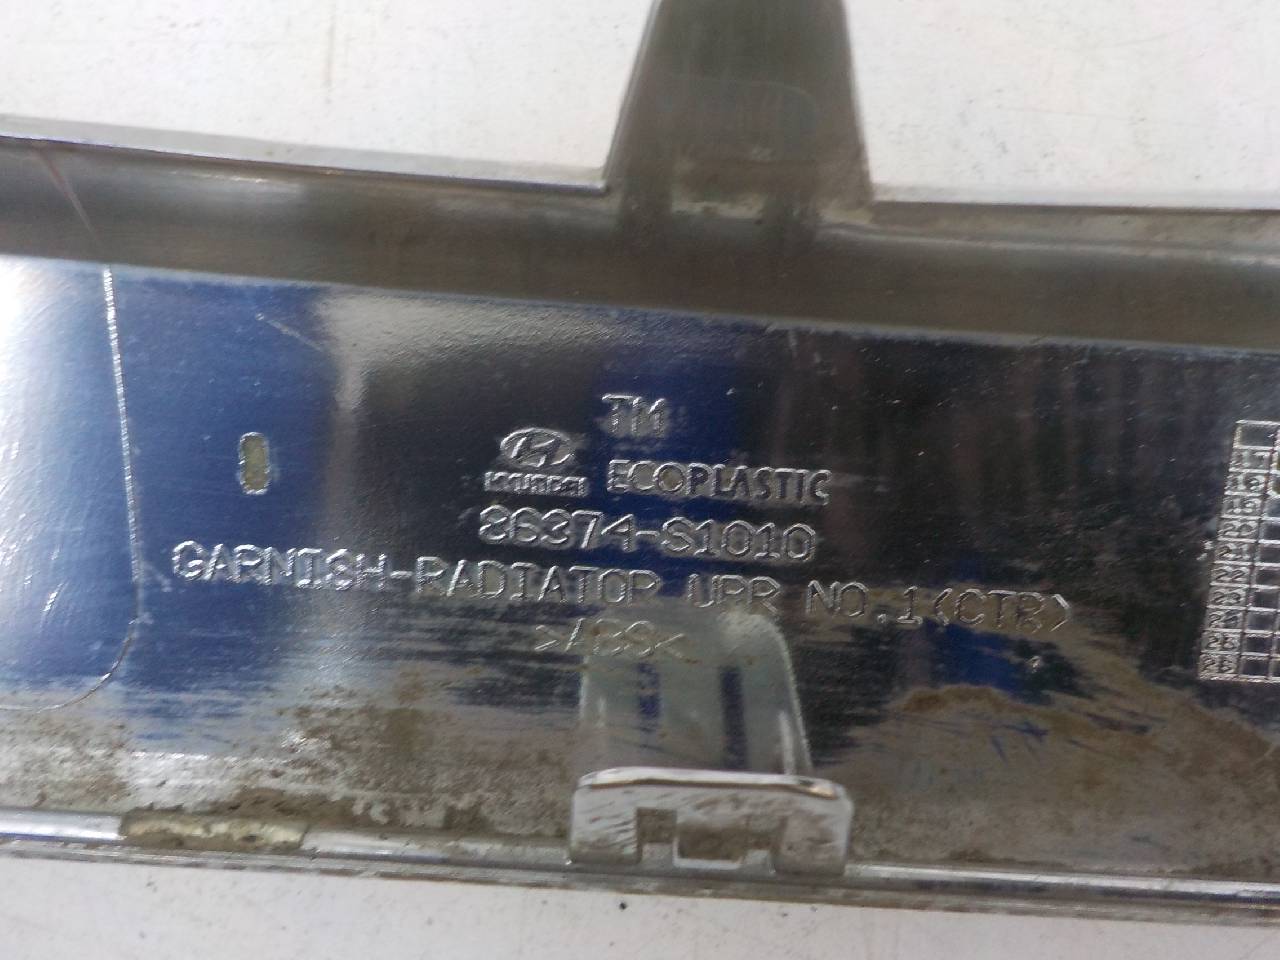 TM
HYUNDAI ECOPLASTIC
86374-S1010
GARNISH-RADIATOR UPR NO.1(CTR)
>ABS<